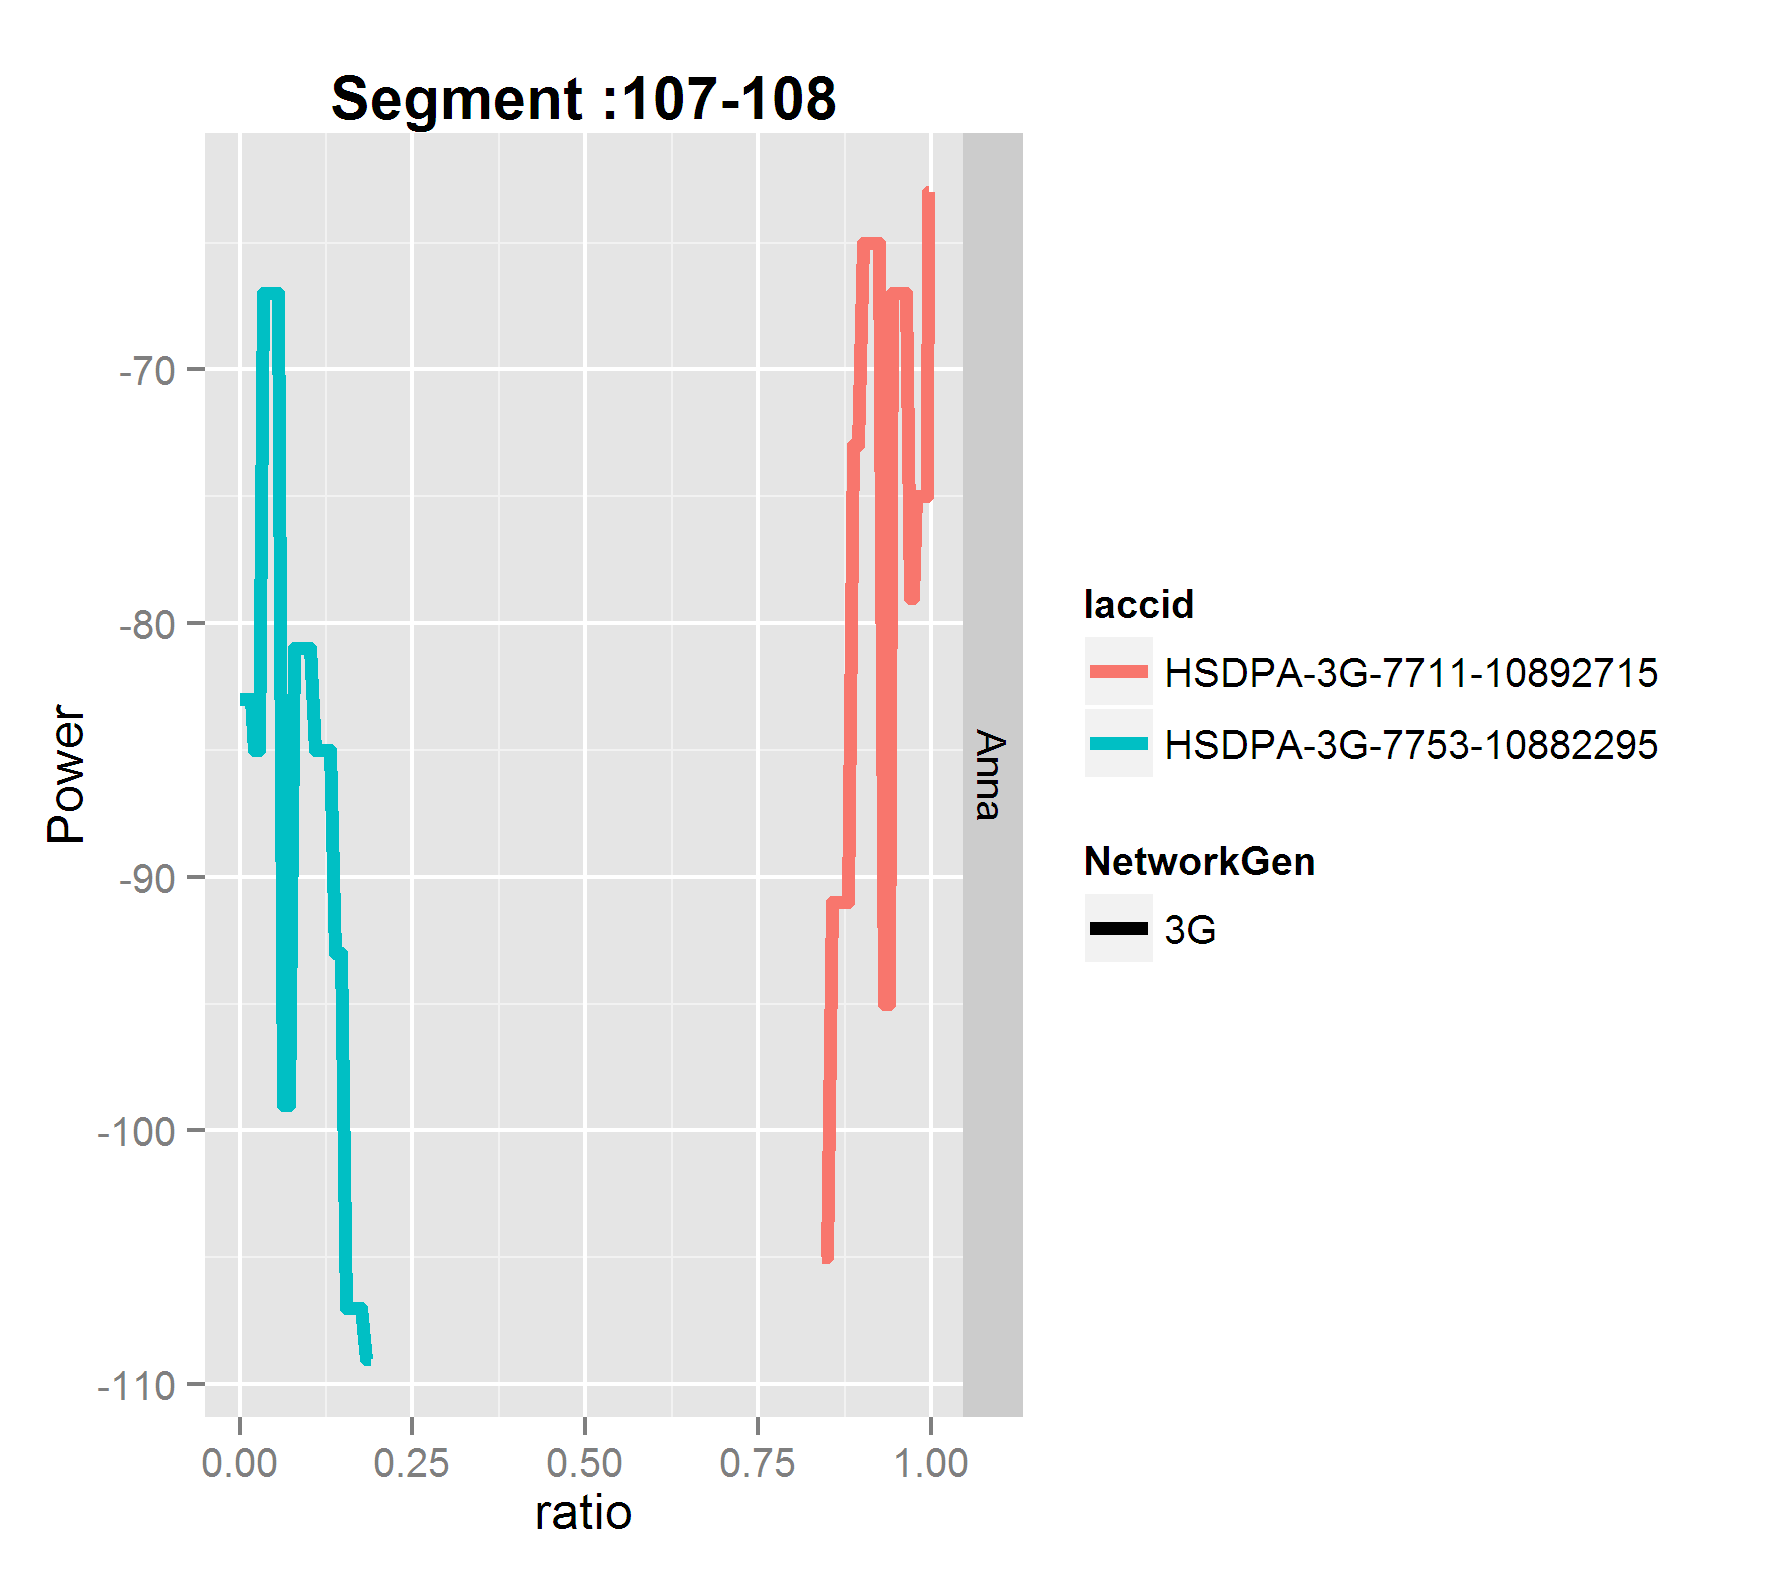 Segment :107-108
Power
-70
-80
-90
-100
-110
0.00 0.25 0.50 0.75 1.00
ratio
Anna
laccid
HSDPA-3G-7711-10892715
HSDPA-3G-7753-10882295
NetworkGen
3G